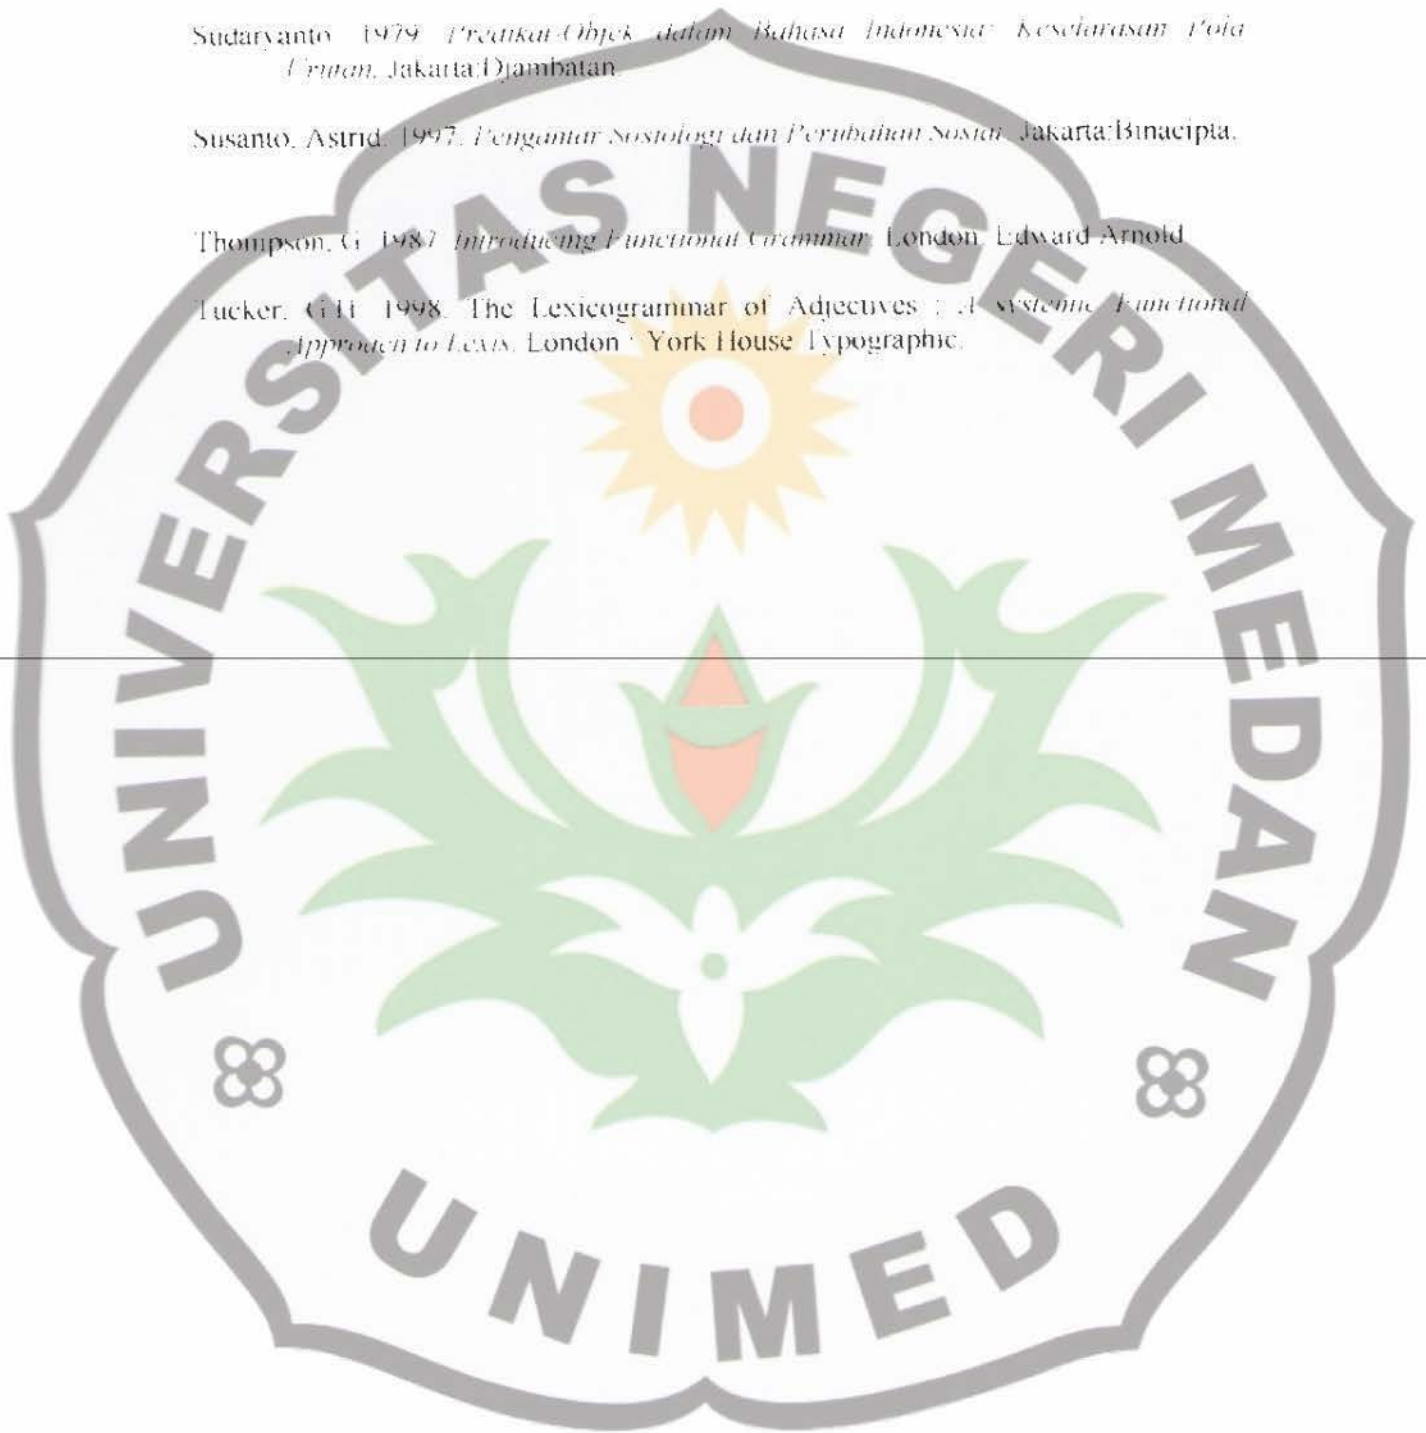 Sudaryanto. 1979. Predikat-Objek dalam Bahasa Indonesia: Keselarasan Pola
Urutan. Jakarta:Djambatan.
Susanto, Astrid. 1997. Pengantar Sosiologi dan Perubahan Sosial. Jakarta:Binacipta.
Thompson, G. 1987. Introducing Functional Grammar. London: Edward Arnold
Tucker, G.H. 1998. The Lexicogrammar of Adjectives : A systemic Functional
Approach to Lexis. London : York House Typographic.
UNIVERSITAS NEGERI MEDAN
UNIMED